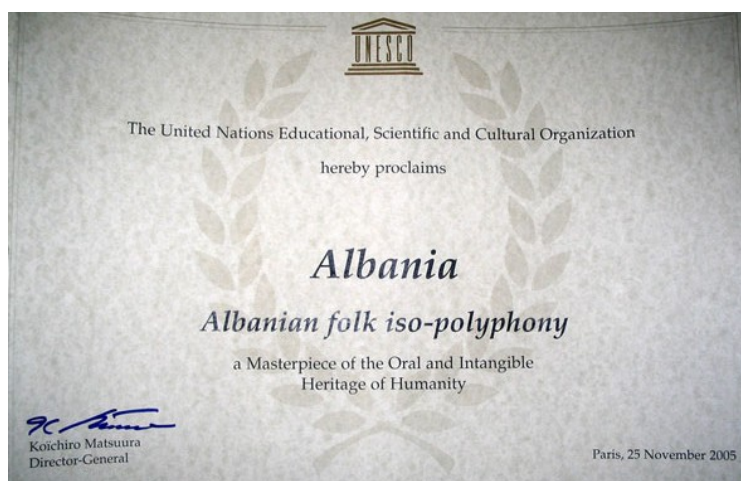 UNESCO
The United Nations Educational, Scientific and Cultural Organization
hereby proclaims
Albania
Albanian folk iso-polyphony
a Masterpiece of the Oral and Intangible
Heritage of Humanity
Koïchiro Matsuura
Director-General
Paris, 25 November 2005